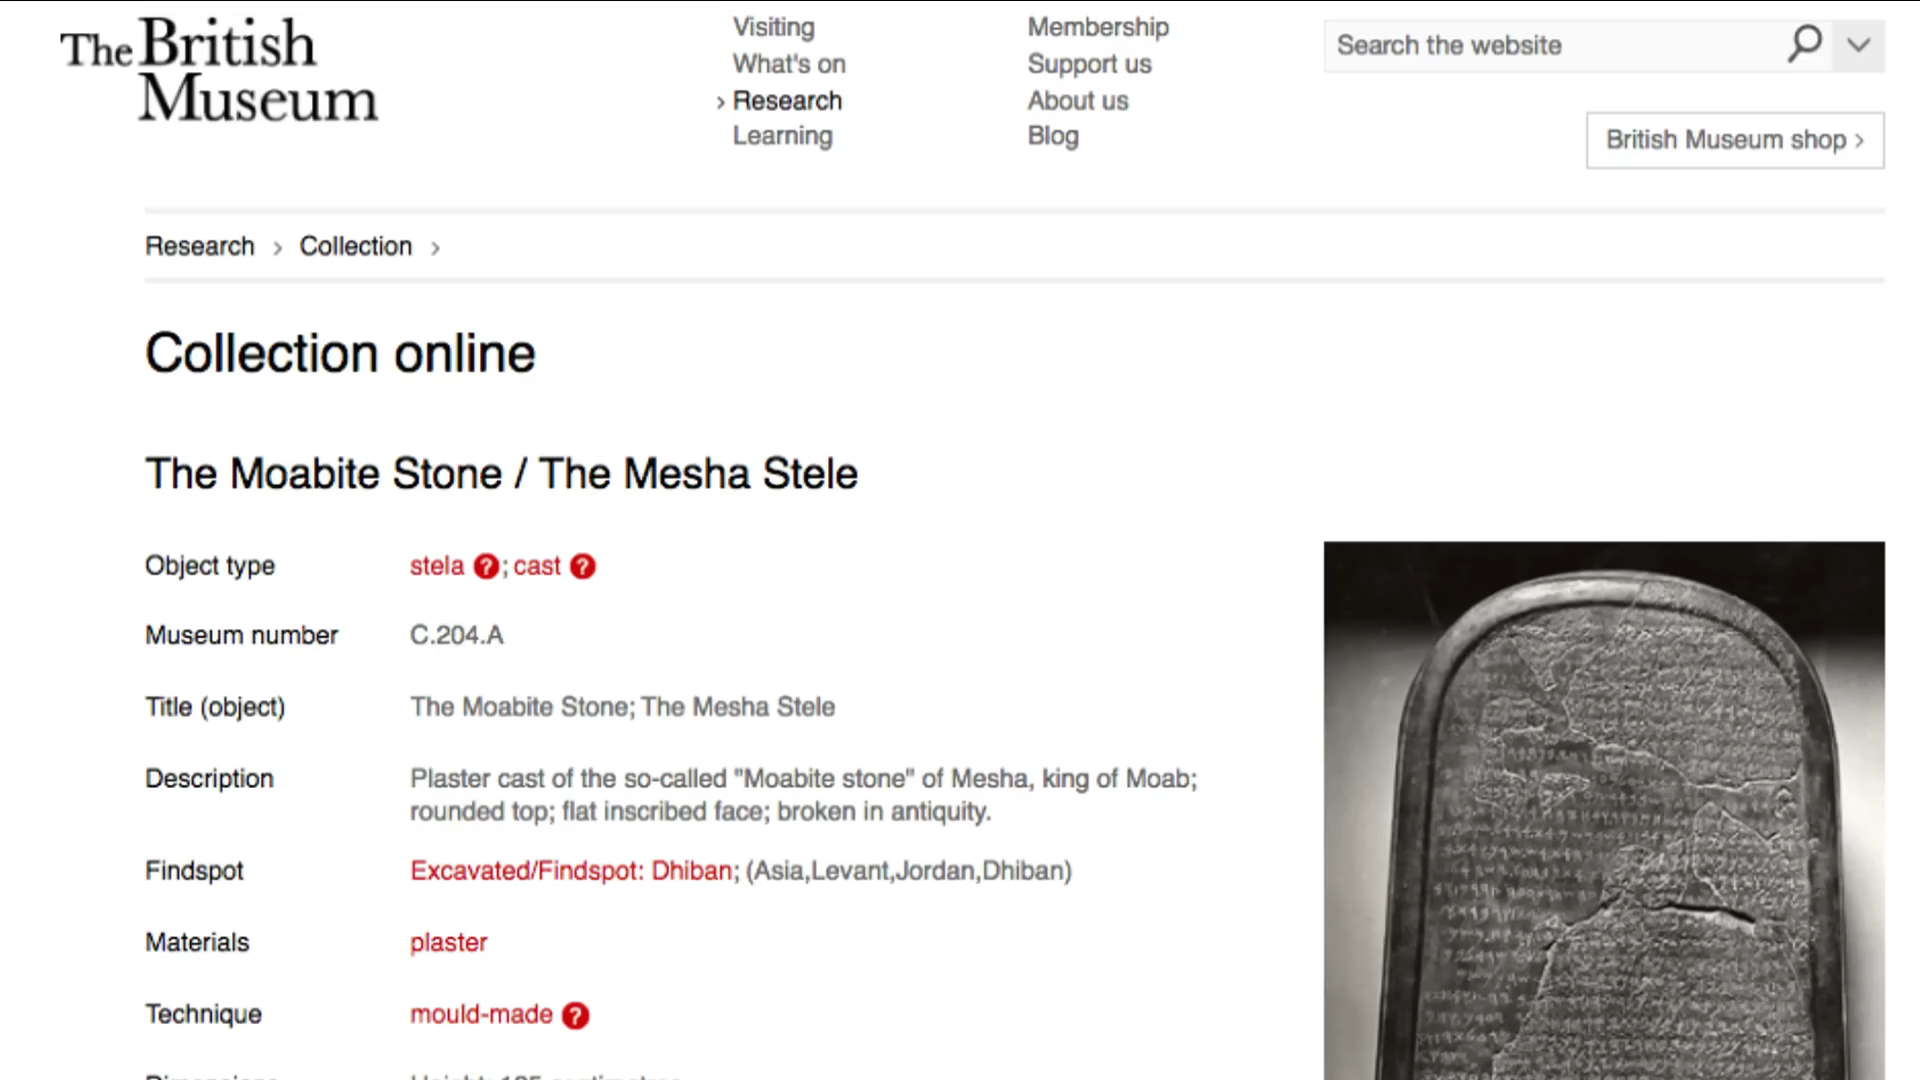 The British
Museum
Visiting
What's on
› Research
Learning
Membership
Support us
About us
Blog
Search the website
British Museum shop ›
Research › Collection ›
Collection online
The Moabite Stone / The Mesha Stele
Object type stela ?; cast ?
Museum number C.204.A
Title (object) The Moabite Stone; The Mesha Stele
Description Plaster cast of the so-called "Moabite stone" of Mesha, king of Moab;
rounded top; flat inscribed face; broken in antiquity.
Findspot Excavated/Findspot: Dhiban; (Asia,Levant,Jordan,Dhiban)
Materials plaster
Technique mould-made ?